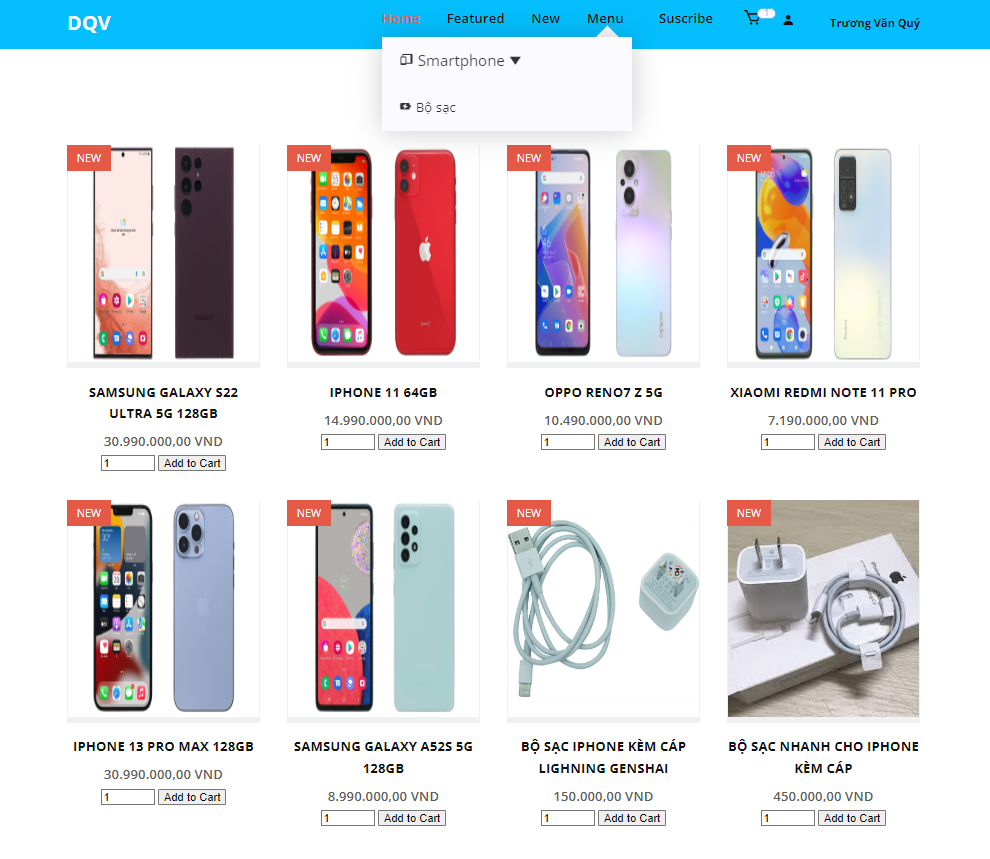 DQV
Home Featured New Menu Suscribe 1 Trương Văn Quý
Smartphone ▼
Bộ sạc
NEW NEW NEW NEW
SAMSUNG GALAXY S22
ULTRA 5G 128GB
30.990.000,00 VND
1 Add to Cart
IPHONE 11 64GB
14.990.000,00 VND
1 Add to Cart
OPPO RENO7 Z 5G
10.490.000,00 VND
1 Add to Cart
XIAOMI REDMI NOTE 11 PRO
7.190.000,00 VND
1 Add to Cart
NEW NEW NEW NEW
IPHONE 13 PRO MAX 128GB
30.990.000,00 VND
1 Add to Cart
SAMSUNG GALAXY A52S 5G
128GB
8.990.000,00 VND
1 Add to Cart
BỘ SẠC IPHONE KÈM CÁP
LIGHNING GENSHAI
150.000,00 VND
1 Add to Cart
BỘ SẠC NHANH CHO IPHONE
KÈM CÁP
450.000,00 VND
1 Add to Cart